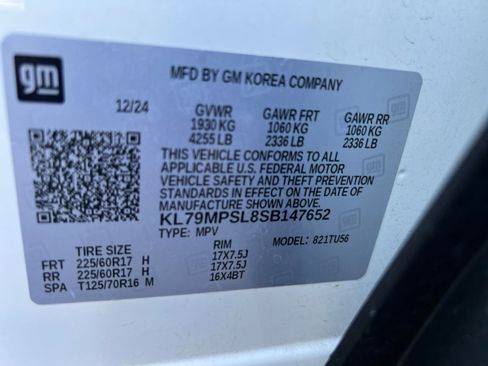 gm
MFD BY GM KOREA COMPANY
12/24 GVWR GAWR FRT GAWR RR
1930 KG 1060 KG 1060 KG
4255 LB 2336 LB 2336 LB
THIS VEHICLE CONFORMS TO ALL
APPLICABLE U.S. FEDERAL MOTOR
VEHICLE SAFETY AND THEFT PREVENTION
STANDARDS IN EFFECT ON THE DATE OF
MANUFACTURE SHOWN ABOVE.
KL79MPSL8SB147652
TYPE: MPV MODEL: 821TU56
TIRE SIZE RIM
FRT 225/60R17 H 17X7.5J
RR 225/60R17 H 17X7.5J
SPA T125/70R16 M 16X4BT